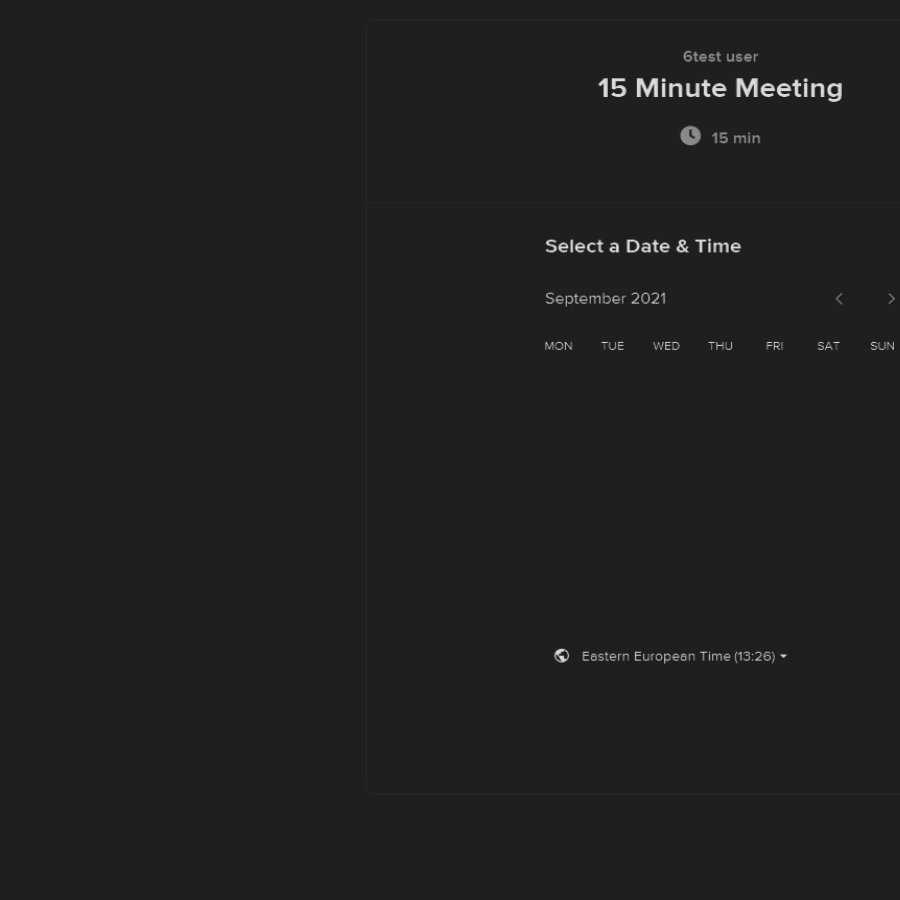 6test user
15 Minute Meeting
15 min
Select a Date & Time
September 2021
MON TUE WED THU FRI SAT SUN
Eastern European Time (13:26)